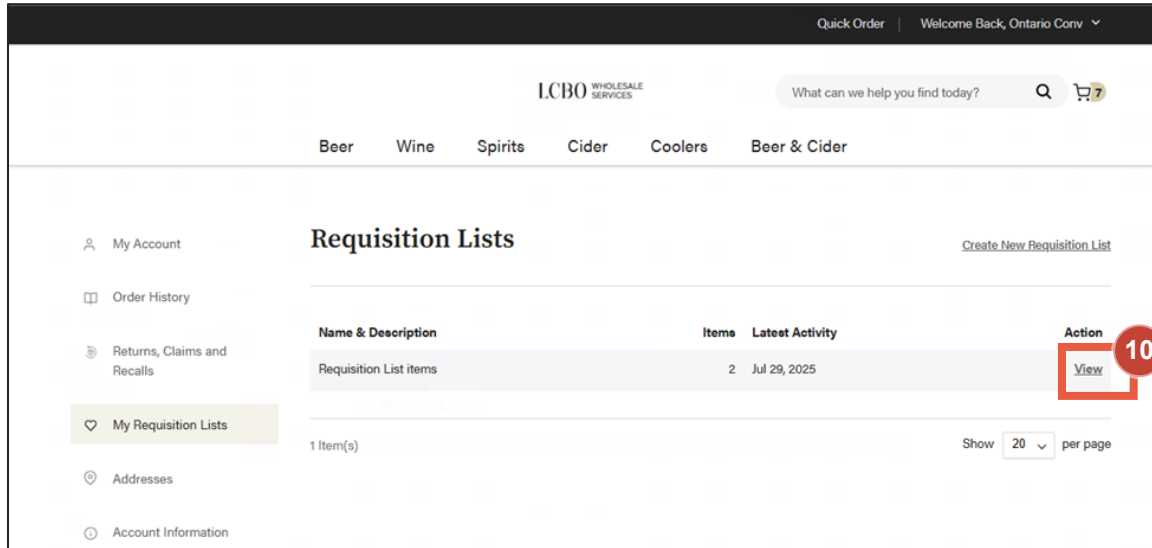 Quick Order | Welcome Back, Ontario Conv
LCBO WHOLESALE SERVICES
What can we help you find today?
7
Beer Wine Spirits Cider Coolers Beer & Cider
My Account
Order History
Returns, Claims and
Recalls
My Requisition Lists
Addresses
Account Information
Requisition Lists
Create New Requisition List
Name & Description Items Latest Activity Action
Requisition List items 2 Jul 29, 2025 View
10
1 Item(s)
Show 20 per page